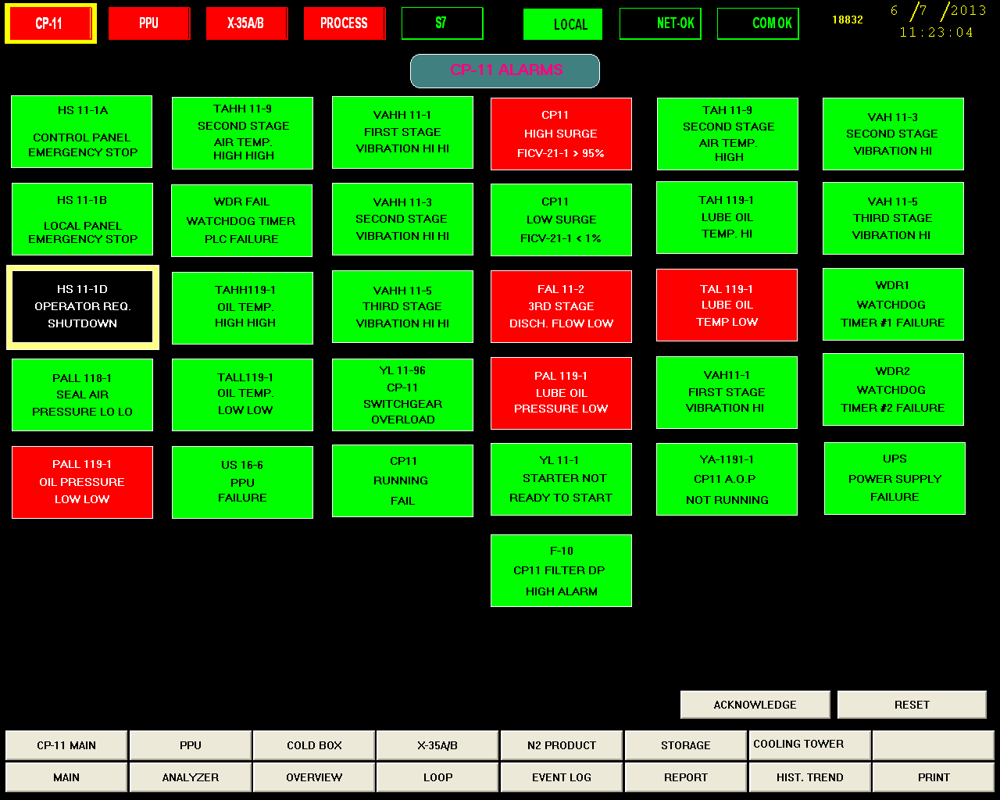 CP-11
PPU
X-35A/B
PROCESS
S7
LOCAL
NET-OK
COM OK
18832
6 /7 /2013
11:23:04
CP-11 ALARMS
HS 11-1A
CONTROL PANEL
EMERGENCY STOP
TAHH 11-9
SECOND STAGE
AIR TEMP.
HIGH HIGH
VAHH 11-1
FIRST STAGE
VIBRATION HI HI
CP11
HIGH SURGE
FICV-21-1 > 95%
TAH 11-9
SECOND STAGE
AIR TEMP.
HIGH
VAH 11-3
SECOND STAGE
VIBRATION HI
HS 11-1B
LOCAL PANEL
EMERGENCY STOP
WDR FAIL
WATCHDOG TIMER
PLC FAILURE
VAHH 11-3
SECOND STAGE
VIBRATION HI HI
CP11
LOW SURGE
FICV-21-1 < 1%
TAH 119-1
LUBE OIL
TEMP. HI
VAH 11-5
THIRD STAGE
VIBRATION HI
HS 11-1D
OPERATOR REQ.
SHUTDOWN
TAHH119-1
OIL TEMP.
HIGH HIGH
VAHH 11-5
THIRD STAGE
VIBRATION HI HI
FAL 11-2
3RD STAGE
DISCH. FLOW LOW
TAL 119-1
LUBE OIL
TEMP LOW
WDR1
WATCHDOG
TIMER #1 FAILURE
PALL 118-1
SEAL AIR
PRESSURE LO LO
TALL119-1
OIL TEMP.
LOW LOW
YL 11-96
CP-11
SWITCHGEAR
OVERLOAD
PAL 119-1
LUBE OIL
PRESSURE LOW
VAH11-1
FIRST STAGE
VIBRATION HI
WDR2
WATCHDOG
TIMER #2 FAILURE
PALL 119-1
OIL PRESSURE
LOW LOW
US 16-6
PPU
FAILURE
CP11
RUNNING
FAIL
YL 11-1
STARTER NOT
READY TO START
YA-1191-1
CP11 A.O.P
NOT RUNNING
UPS
POWER SUPPLY
FAILURE
F-10
CP11 FILTER DP
HIGH ALARM
ACKNOWLEDGE
RESET
CP-11 MAIN
PPU
COLD BOX
X-35A/B
N2 PRODUCT
STORAGE
COOLING TOWER
MAIN
ANALYZER
OVERVIEW
LOOP
EVENT LOG
REPORT
HIST. TREND
PRINT